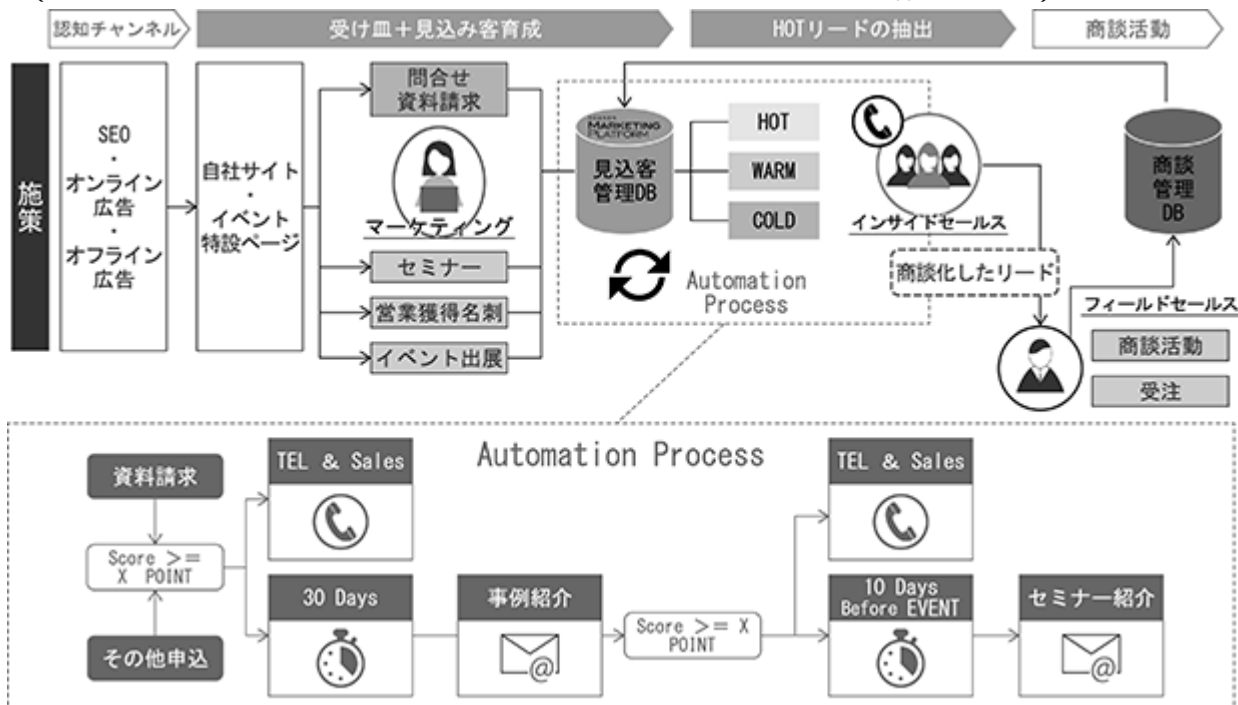 認知チャンネル
受け皿＋見込み客育成
HOTリードの抽出
商談活動
施策
SEO
・
オンライン
広告
・
オフライン
広告
自社サイト
・
イベント
特設ページ
問合せ
資料請求
マーケティング
セミナー
営業獲得名刺
イベント出展
MARKETING
PLATFORM
見込客
管理DB
HOT
WARM
COLD
Automation
Process
インサイドセールス
商談化したリード
商談
管理
DB
フィールドセールス
商談活動
受注
Automation Process
資料請求
Score ＞＝
X POINT
その他申込
TEL & Sales
30 Days
事例紹介
Score >= X
POINT
TEL & Sales
10 Days
Before EVENT
セミナー紹介